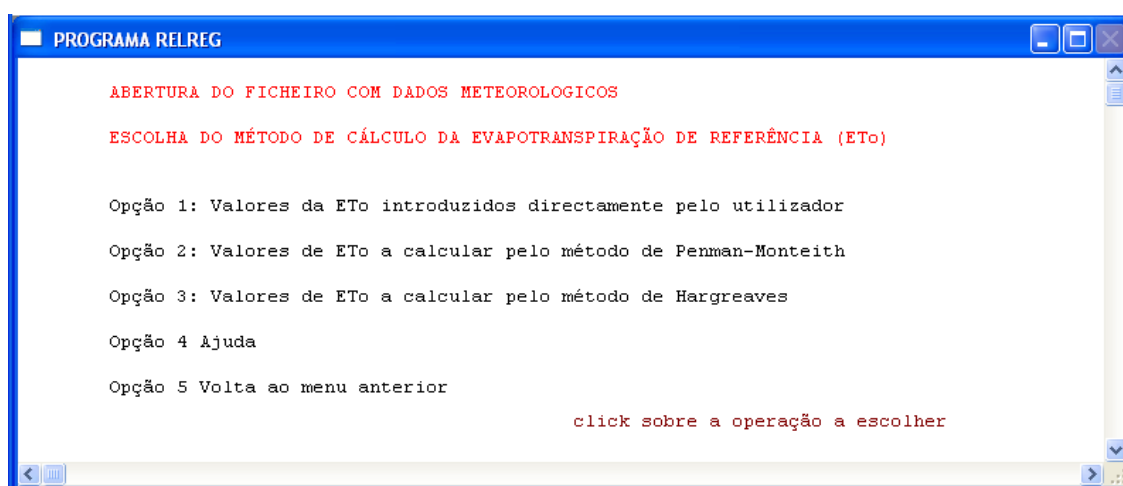 PROGRAMA RELREG
ABERTURA DO FICHEIRO COM DADOS METEOROLOGICOS
ESCOLHA DO MÉTODO DE CÁLCULO DA EVAPOTRANSPIRAÇÃO DE REFERÊNCIA (ETo)
Opção 1: Valores da ETo introduzidos directamente pelo utilizador
Opção 2: Valores de ETo a calcular pelo método de Penman-Monteith
Opção 3: Valores de ETo a calcular pelo método de Hargreaves
Opção 4 Ajuda
Opção 5 Volta ao menu anterior
click sobre a operação a escolher